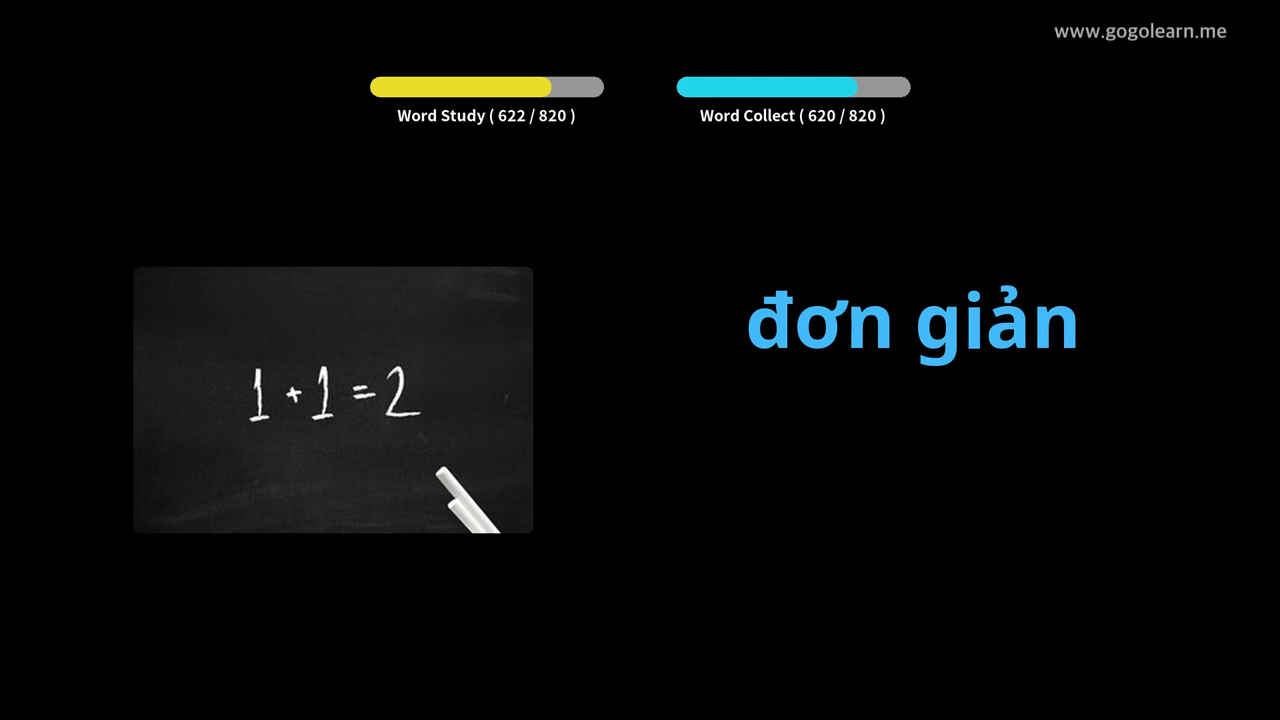 www.gogolearn.me
Word Study ( 622 / 820 )
Word Collect ( 620 / 820 )
đơn giản
1 + 1 = 2